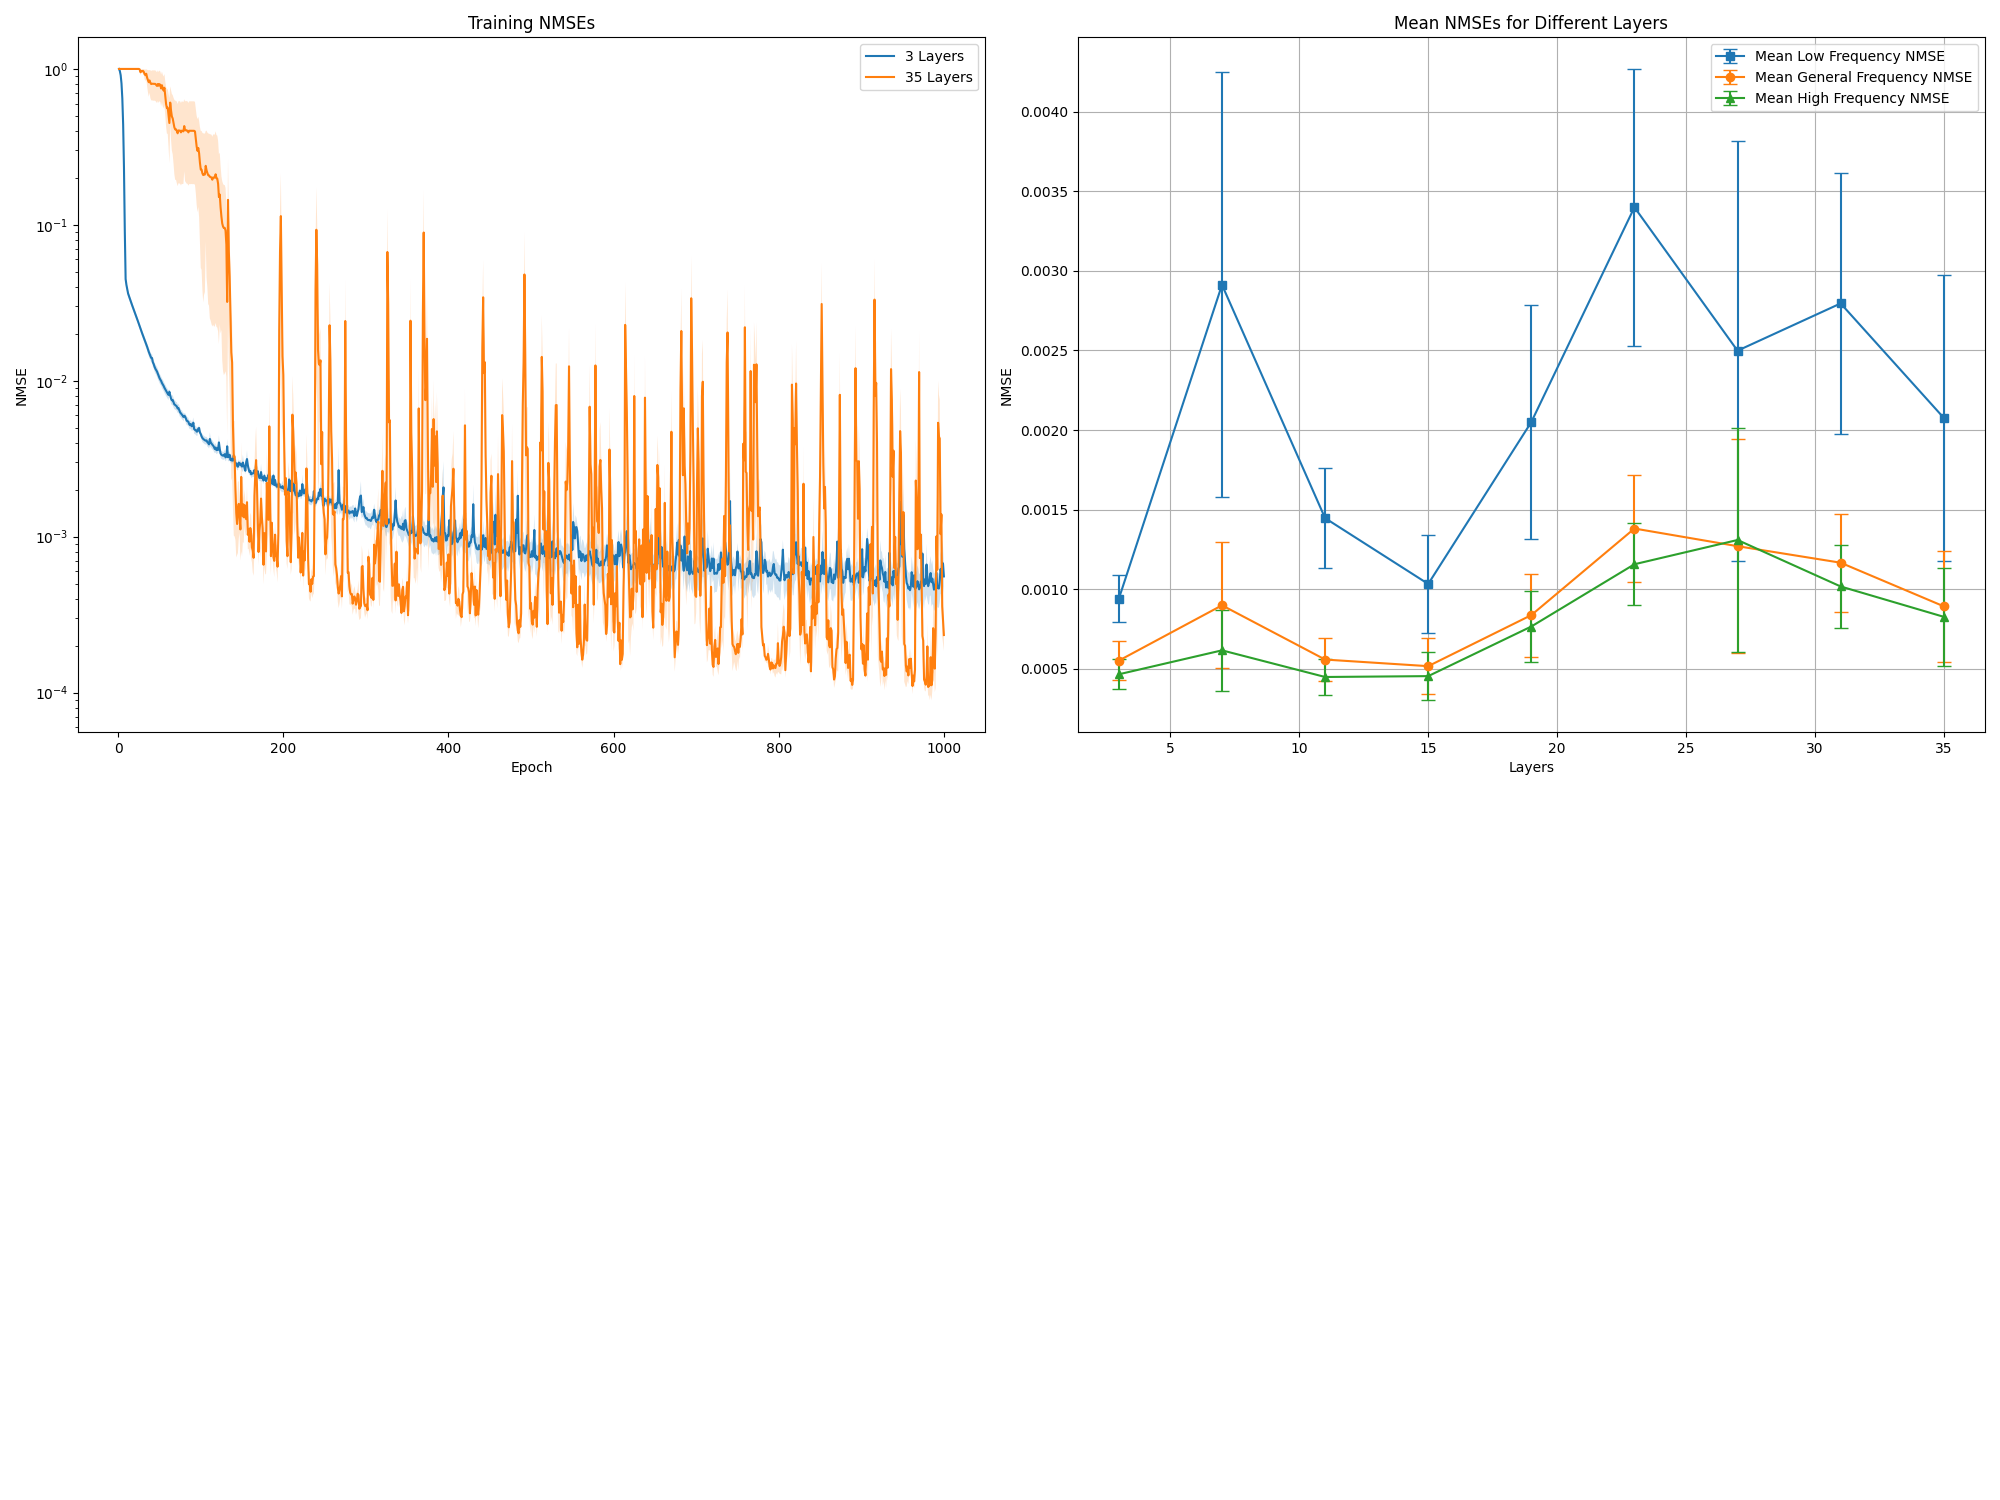 Training NMSEs
3 Layers
35 Layers
NMSE
10^0
10^-1
10^-2
10^-3
10^-4
0 200 400 600 800 1000
Epoch
Mean NMSEs for Different Layers
Mean Low Frequency NMSE
Mean General Frequency NMSE
Mean High Frequency NMSE
NMSE
0.0040
0.0035
0.0030
0.0025
0.0020
0.0015
0.0010
0.0005
5 10 15 20 25 30 35
Layers